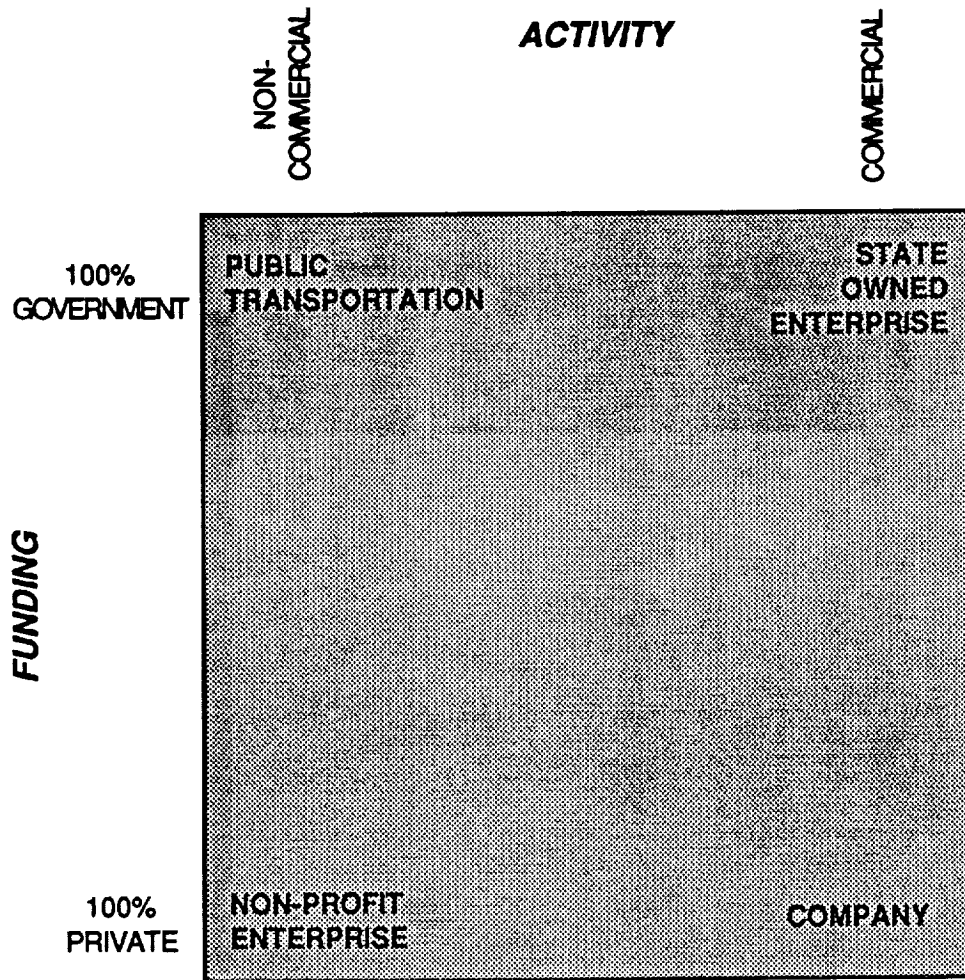 ACTIVITY
NON-
COMMERCIAL
COMMERCIAL
100%
GOVERNMENT
PUBLIC
TRANSPORTATION
STATE
OWNED
ENTERPRISE
FUNDING
100%
PRIVATE
NON-PROFIT
ENTERPRISE
COMPANY